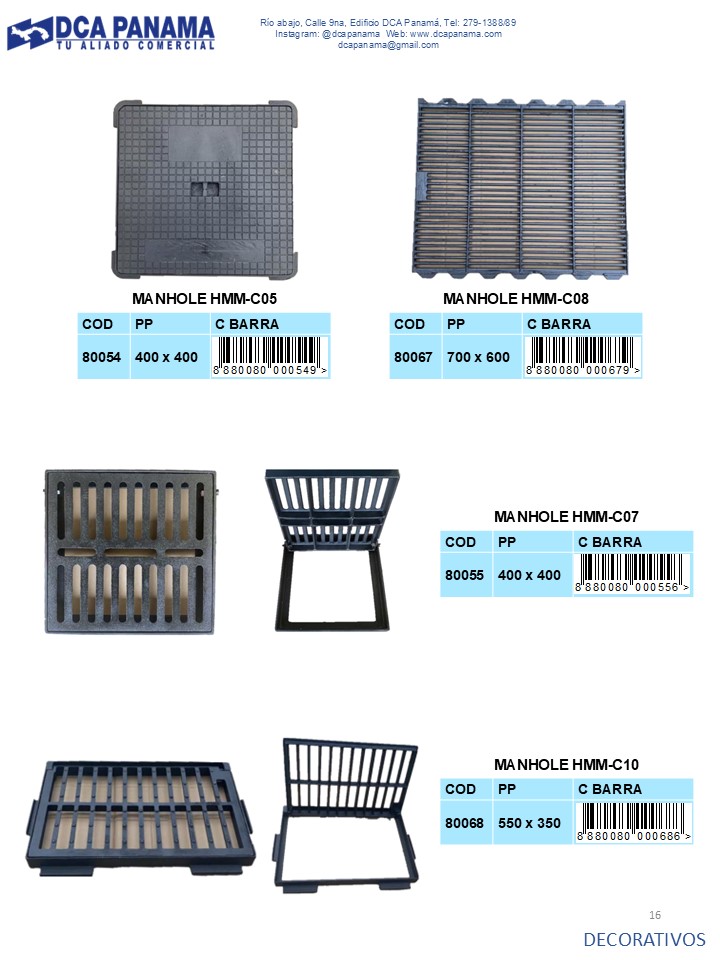 DCA PANAMA
TU ALIADO COMERCIAL
Río abajo, Calle 9na, Edificio DCA Panamá, Tel: 279-1388/89
Instagram: @dcapanama Web: www.dcapanama.com
dcapanama@gmail.com
MANHOLE HMM-C05
COD PP C BARRA
80054 400 x 400
8 880080 000549 >
MANHOLE HMM-C08
COD PP C BARRA
80067 700 x 600
8 880080 000679 >
MANHOLE HMM-C07
COD PP C BARRA
80055 400 x 400
8 880080 000556 >
MANHOLE HMM-C10
COD PP C BARRA
80068 550 x 350
8 880080 000686 >
16
DECORATIVOS